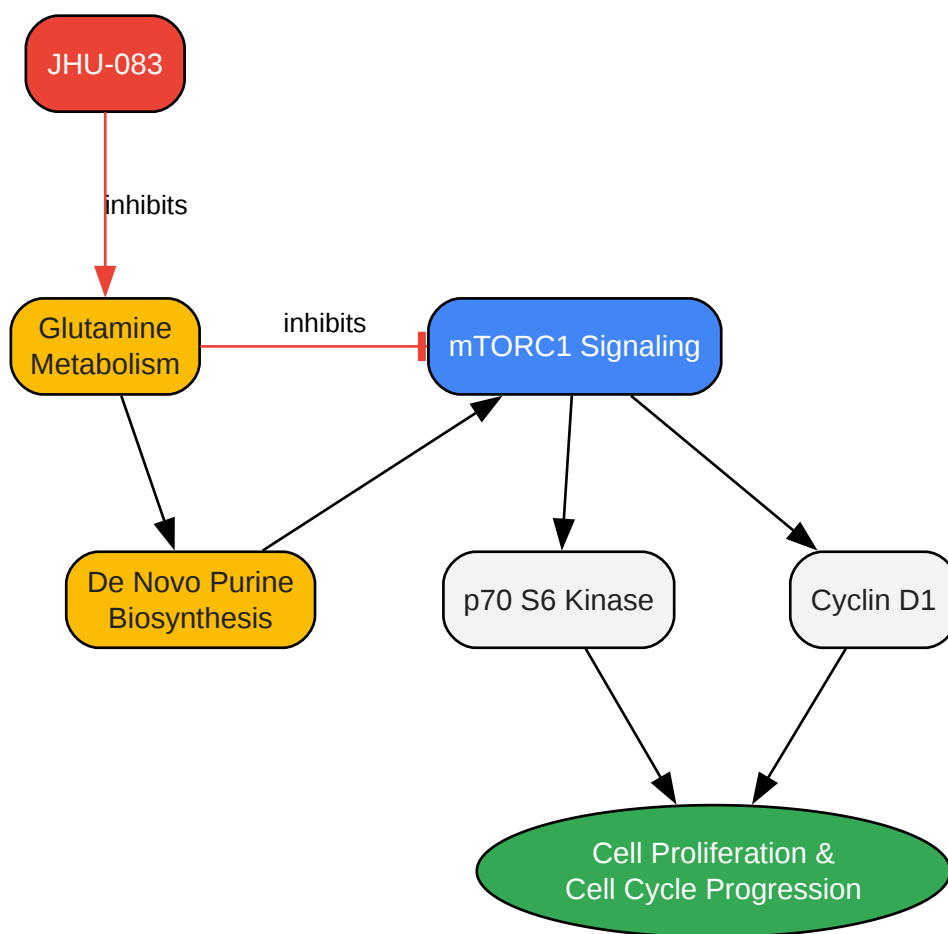 JHU-083
inhibits
Glutamine
Metabolism
inhibits
mTORC1 Signaling
De Novo Purine
Biosynthesis
p70 S6 Kinase
Cyclin D1
Cell Proliferation &
Cell Cycle Progression